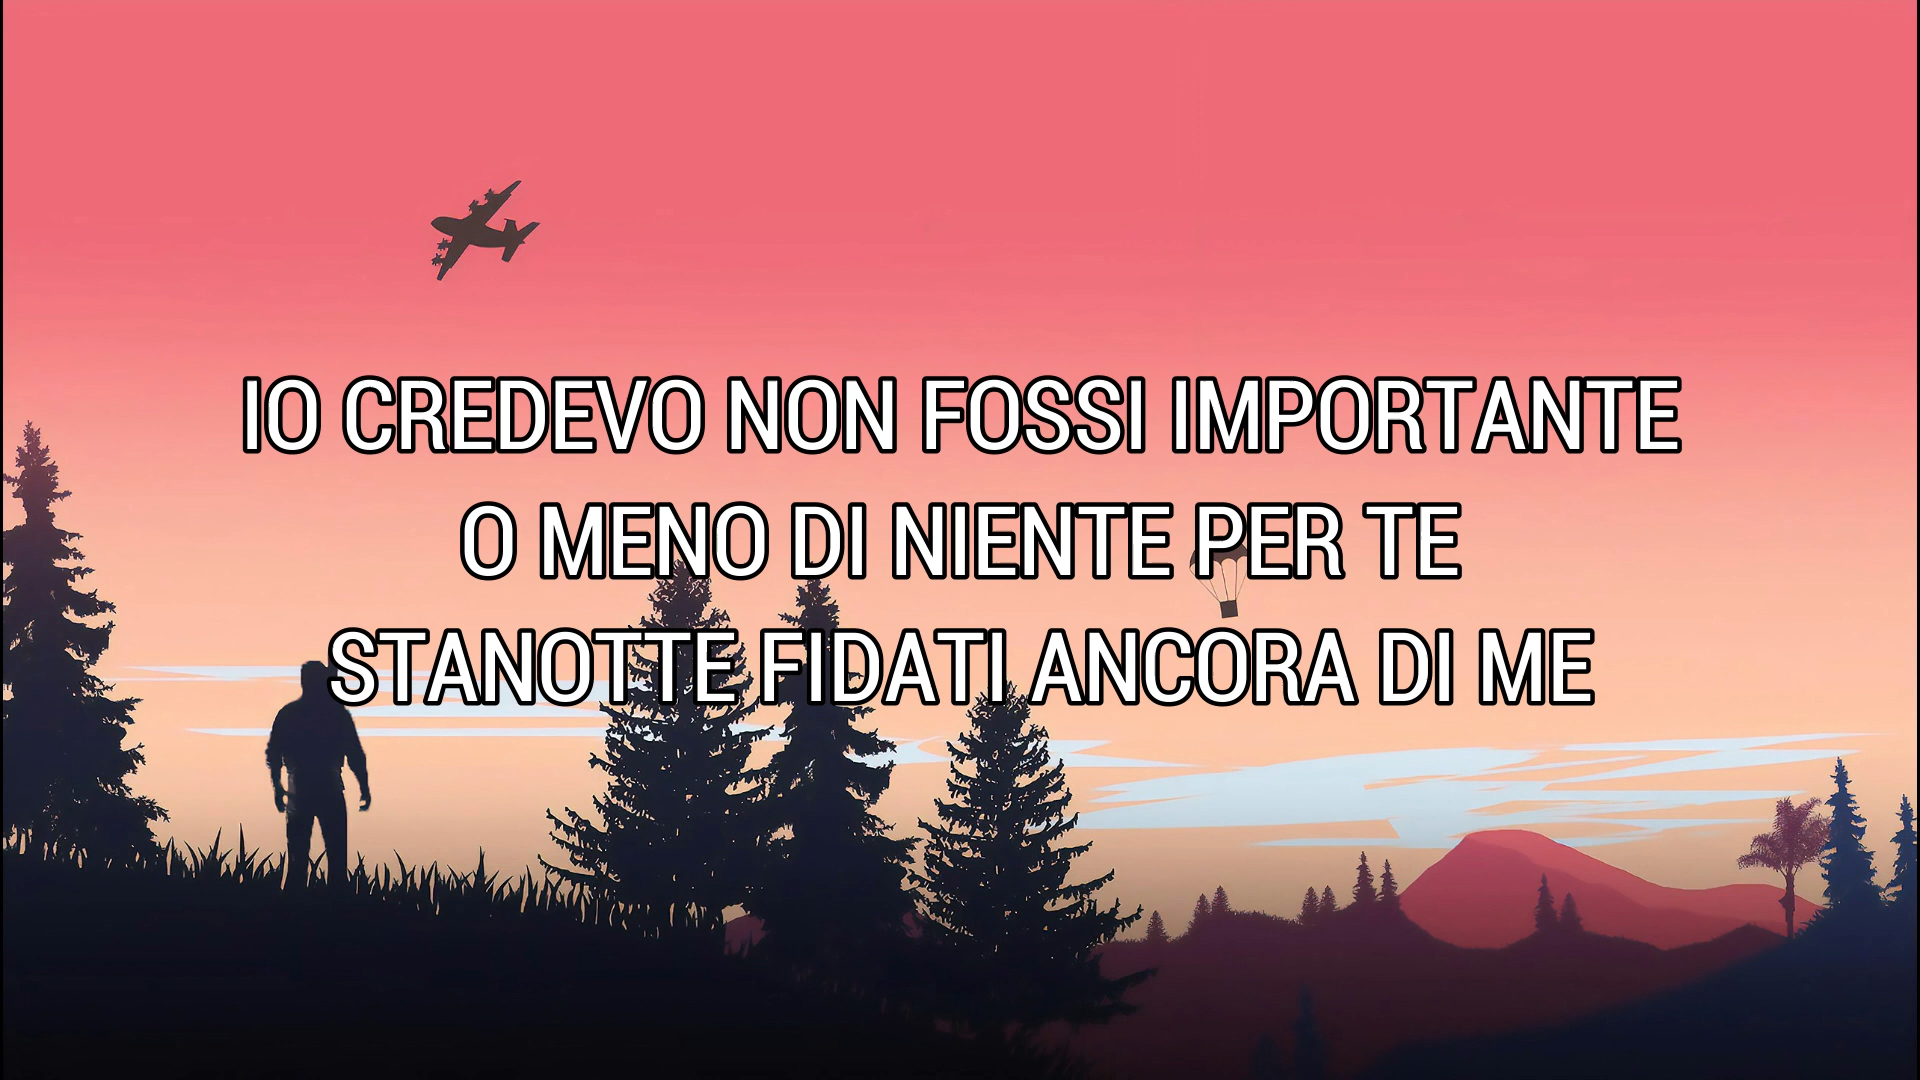 IO CREDEVO NON FOSSI IMPORTANTE
O MENO DI NIENTE PER TE
STANOTTE FIDATI ANCORA DI ME